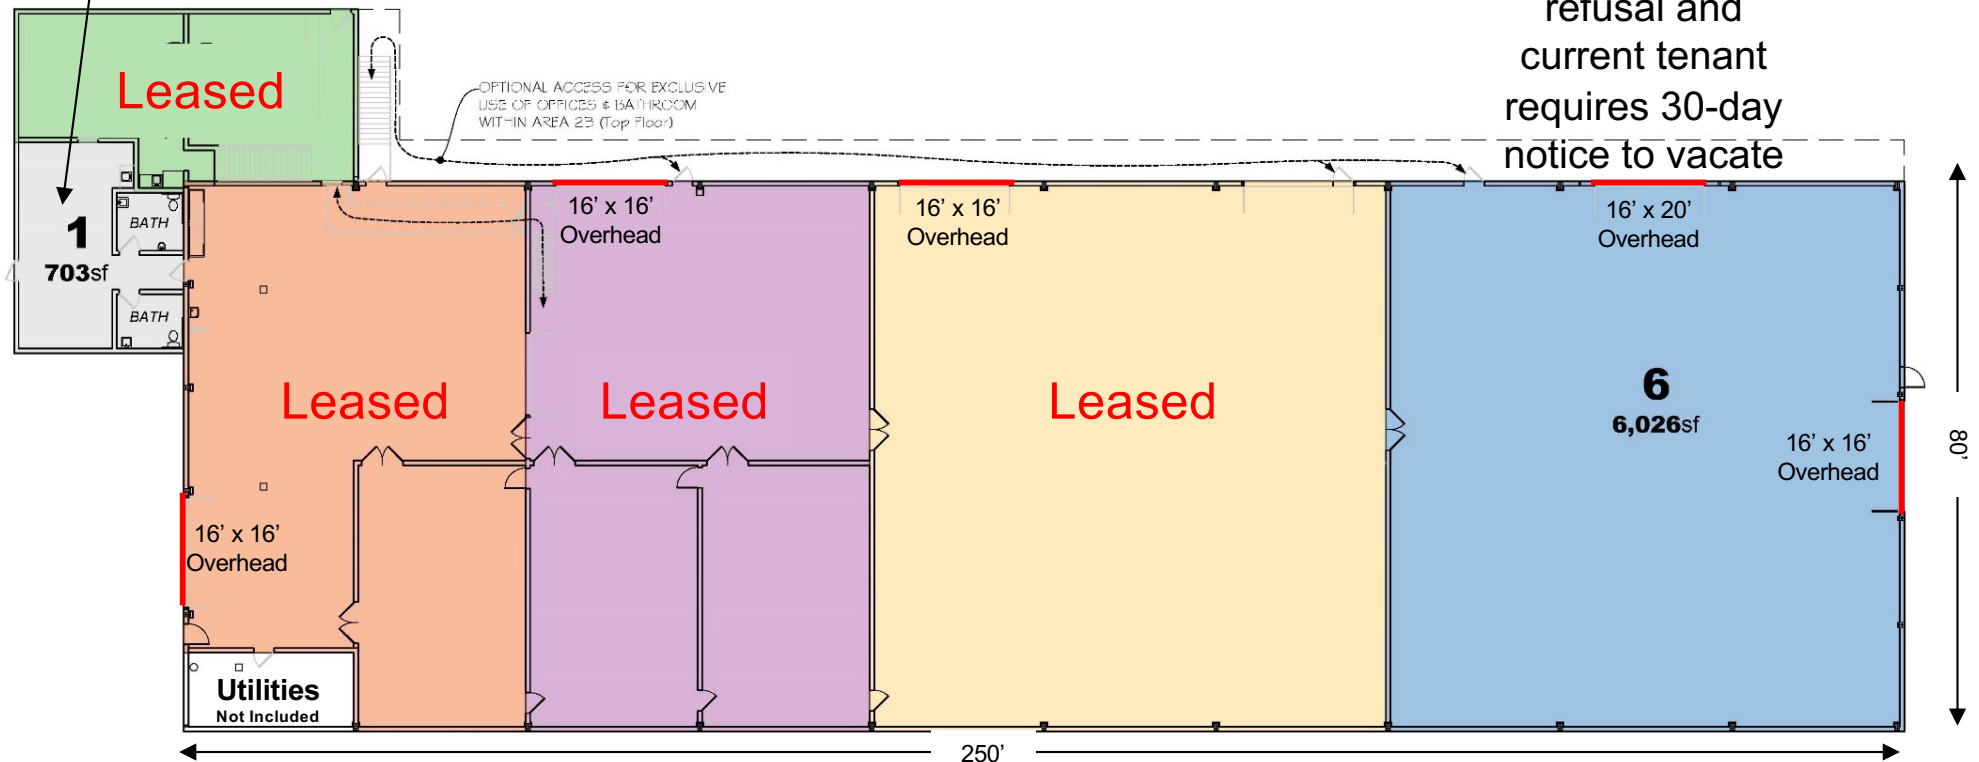 refusal and
current tenant
requires 30-day
notice to vacate
Leased
OPTIONAL ACCESS FOR EXCLUSIVE
USE OF OFFICES & BATHROOM
WITHIN AREA 2B (Top Floor)
1
703sf
BATH
BATH
16’ x 16’
Overhead
16’ x 16’
Overhead
16’ x 20’
Overhead
Leased
Leased
Leased
6
6,026sf
16’ x 16’
Overhead
80’
16’ x 16’
Overhead
Utilities
Not Included
250’